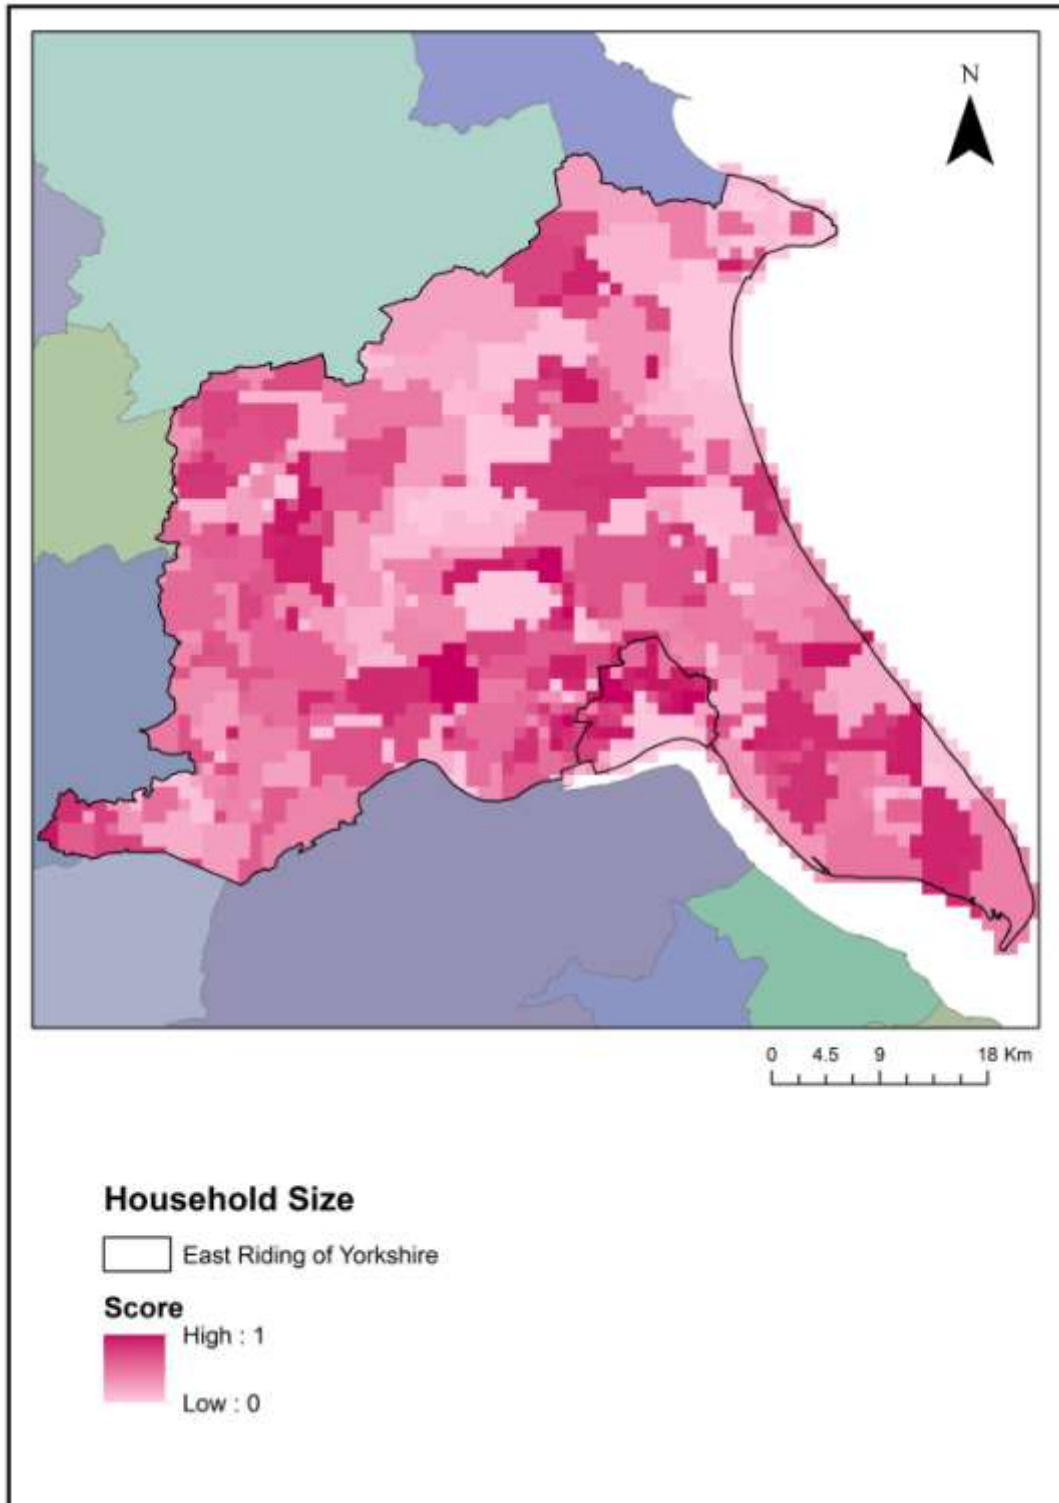 N
0 4.5 9 18 Km
Household Size
East Riding of Yorkshire
Score
High : 1
Low : 0